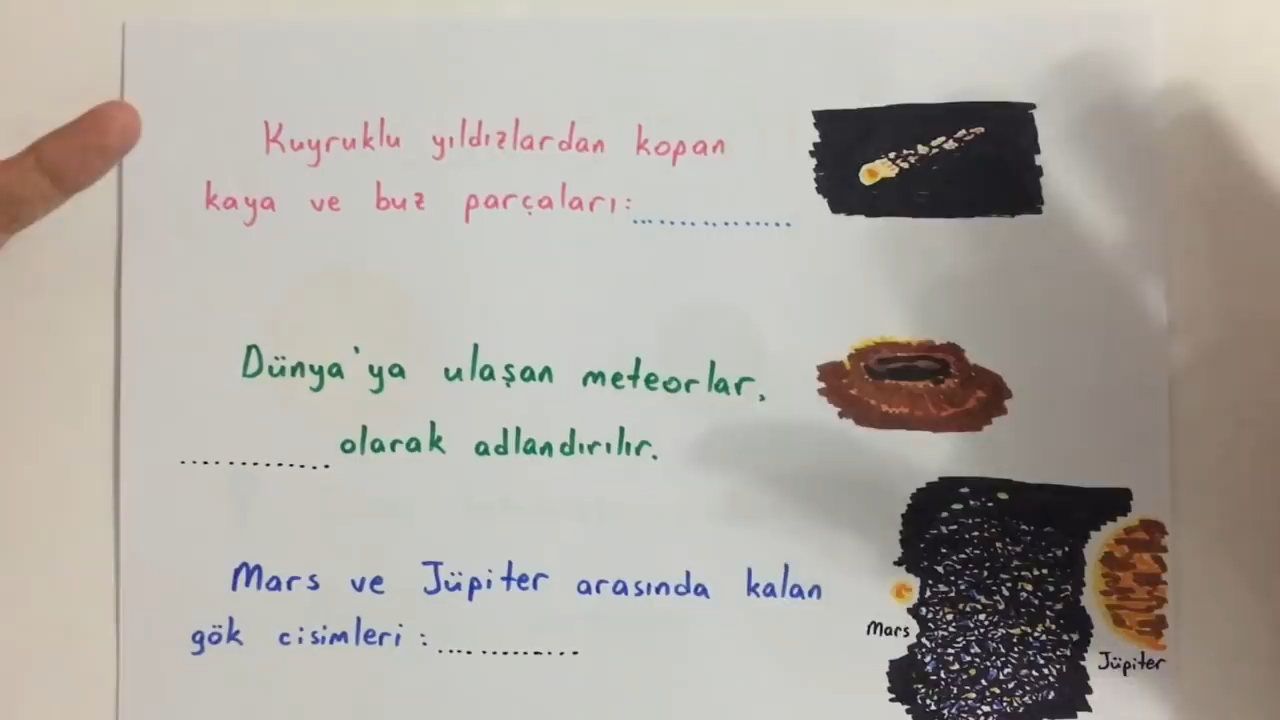 Kuyruklu yıldızlardan kopan
kaya ve buz parçaları:...............
Dünya'ya ulaşan meteorlar,
............. olarak adlandırılır.
Mars ve Jüpiter arasında kalan
gök cisimleri:.............
Mars
Jüpiter